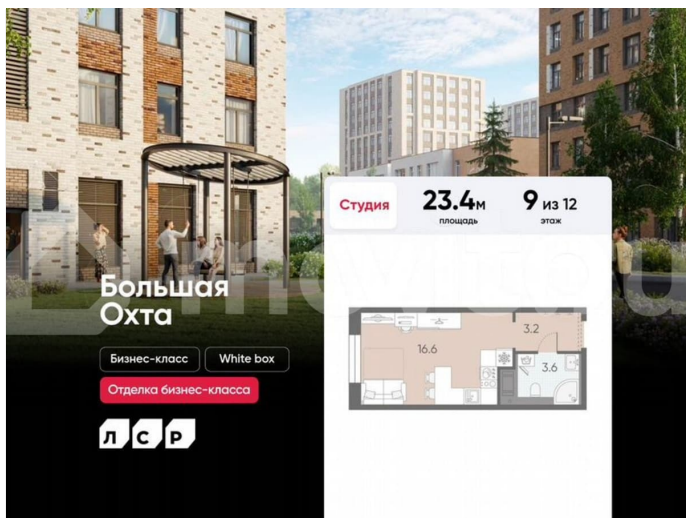 Студия
23.4м
площадь
9 из 12
этаж
Большая
Охта
Бизнес-класс
White box
Отделка бизнес-класса
ЛСР
16.6
3.2
3.6